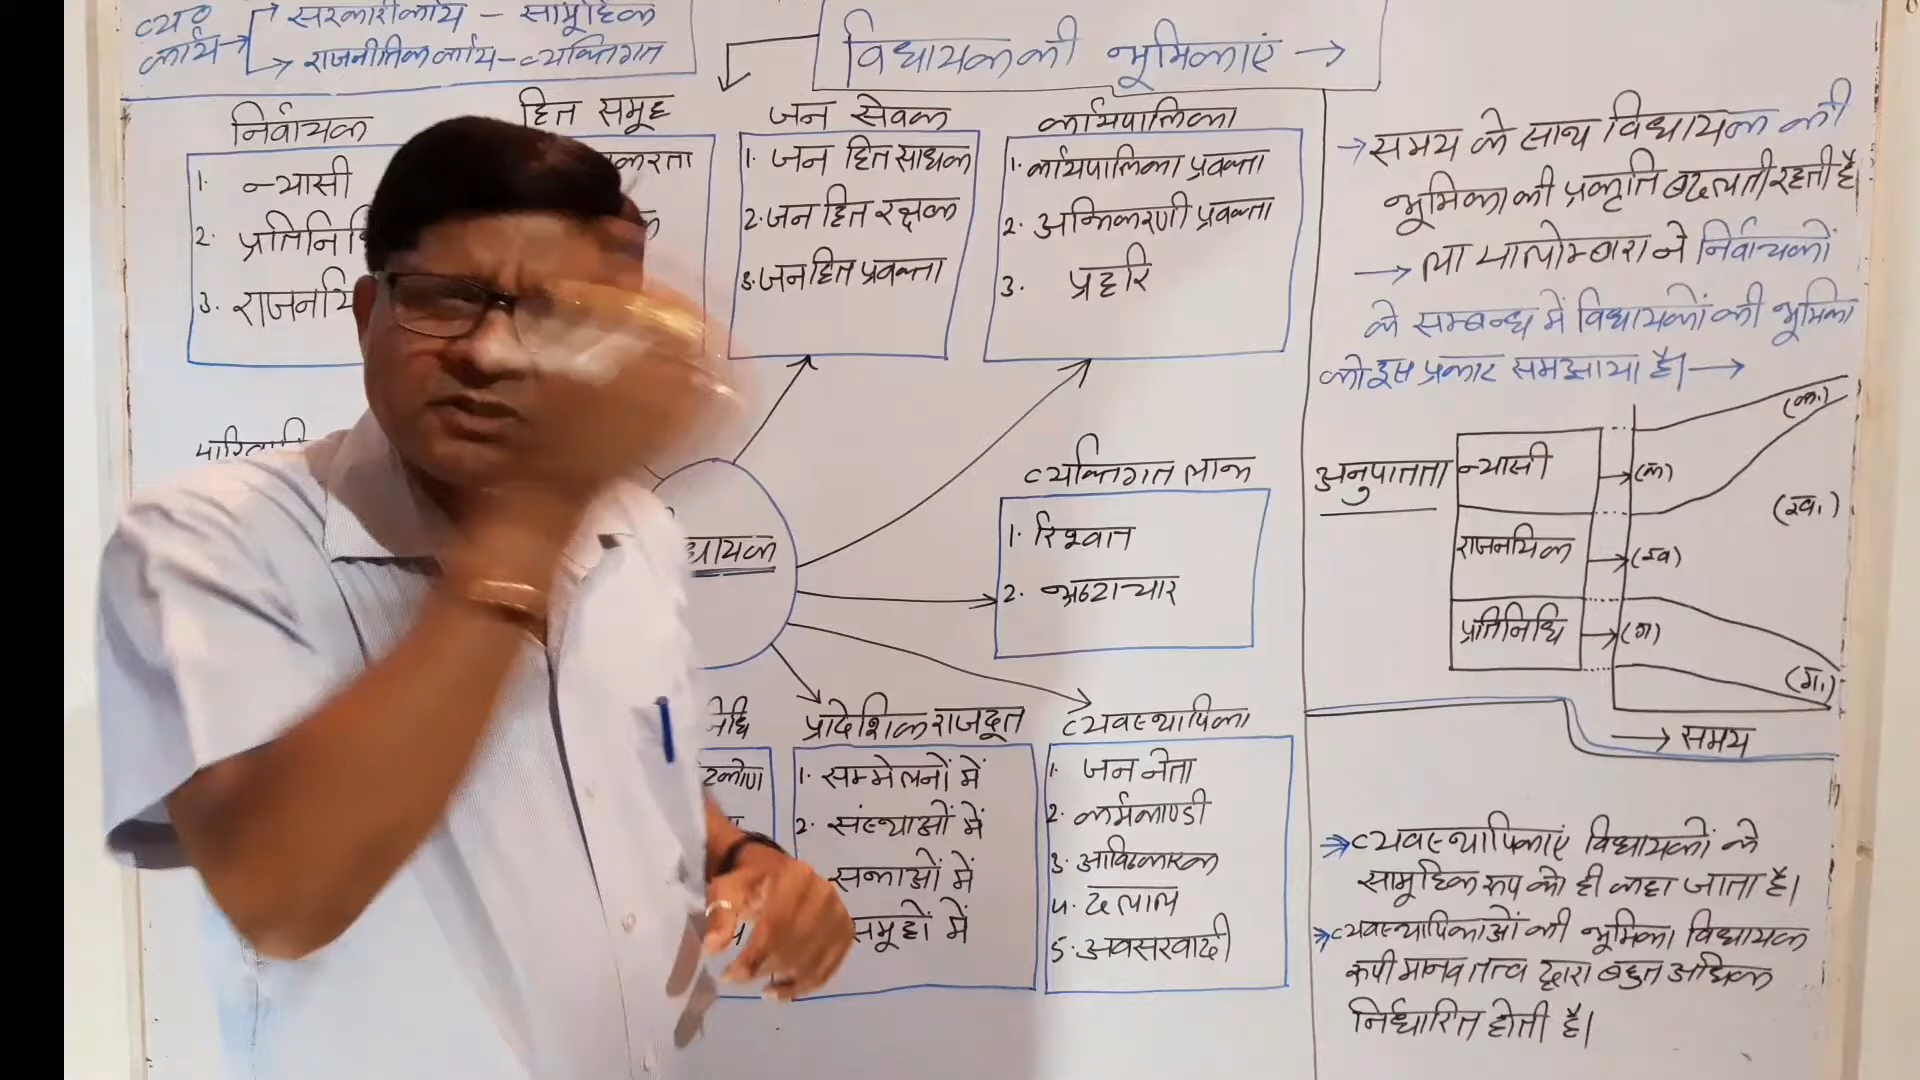 व्य०
कार्य → सरकारी कार्य – सामूहिक
→ राजनीतिक कार्य – व्यक्तिगत
विधायक की भूमिकाएं →
निर्वाचक
1. न्यासी
2.
3.
हित समूह
जन सेवक
1. जन हित साधक
2. जन हित रक्षक
3. जन हित प्रवक्ता
कार्यपालिका
1. कार्यपालिका प्रवक्ता
2. अभिकरणी प्रवक्ता
3. प्रहरि
व्यक्तिगत लाभ
1. रिश्वत
2. भ्रष्टाचार
प्रादेशिक राजदूत
1. सम्मेलनों में
2. संस्थाओं में
सभाओं में
समूहों में
व्यवस्थापिका
1. जन नेता
2. कर्मकाण्डी
3. आविष्कारक
4. दलाल
5. अवसरवादी
→ समय के साथ विधायक की
भूमिका की प्रकृति बदलती रहती है।
→ ला पालोम्बारा ने निर्वाचकों
के सम्बन्ध में विधायकों की भूमिका
को इस प्रकार समझाया है। →
अनुपातता
न्यासी → (क)
राजनयिक → (ख)
प्रतिनिधि → (ग)
(क.)
(ख.)
(ग.)
→ समय
→ व्यवस्थापिकाएं विधायकों के
सामूहिक रूप को ही कहा जाता है।
→ व्यवस्थापिकाओं की भूमिका विधायक
रूपी मानव तत्व द्वारा बहुत अधिक
निर्धारित होती है।